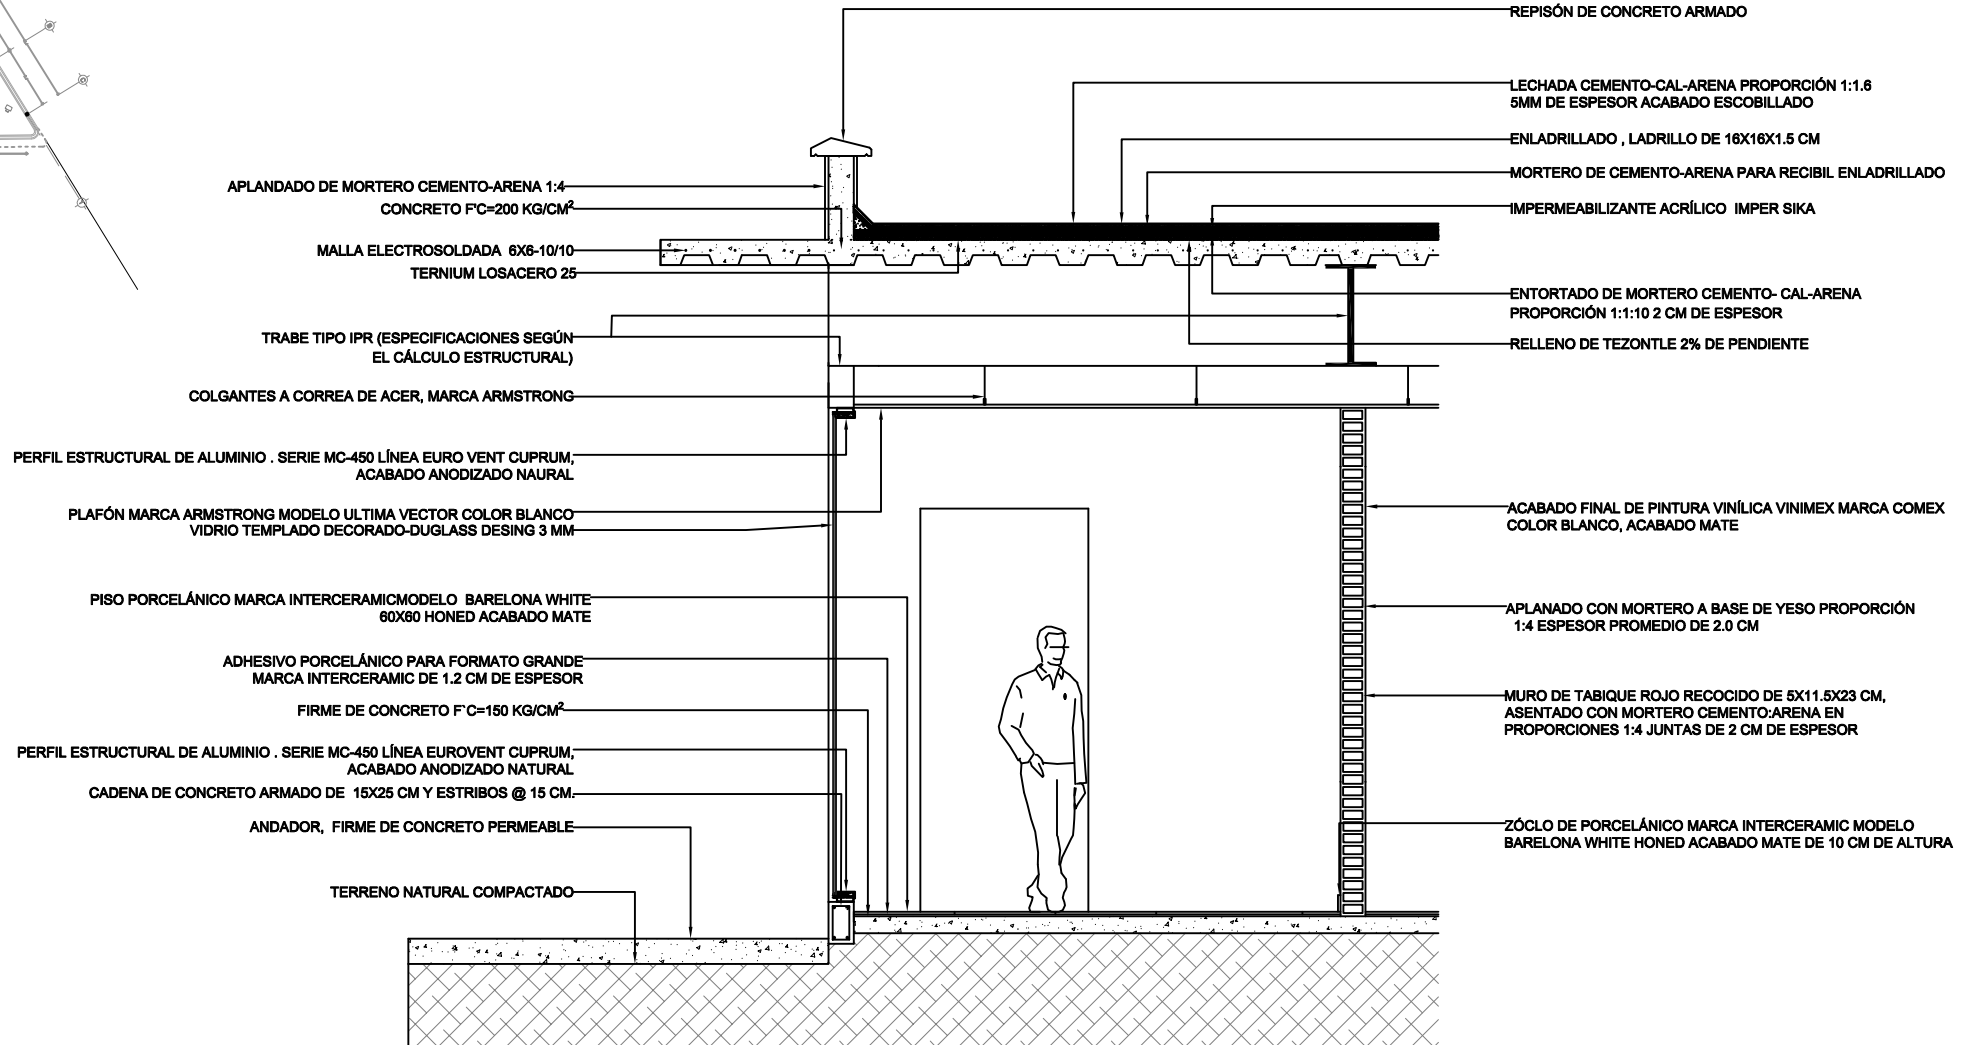 REPISÓN DE CONCRETO ARMADO
LECHADA CEMENTO-CAL-ARENA PROPORCIÓN 1:1.6
5MM DE ESPESOR ACABADO ESCOBILLADO
ENLADRILLADO , LADRILLO DE 16X16X1.5 CM
MORTERO DE CEMENTO-ARENA PARA RECIBIL ENLADRILLADO
IMPERMEABILIZANTE ACRÍLICO IMPER SIKA
ENTORTADO DE MORTERO CEMENTO- CAL-ARENA
PROPORCIÓN 1:1:10 2 CM DE ESPESOR
RELLENO DE TEZONTLE 2% DE PENDIENTE
APLANDADO DE MORTERO CEMENTO-ARENA 1:4
CONCRETO F'C=200 KG/CM²
MALLA ELECTROSOLDADA 6X6-10/10
TERNIUM LOSACERO 25
TRABE TIPO IPR (ESPECIFICACIONES SEGÚN
EL CÁLCULO ESTRUCTURAL)
COLGANTES A CORREA DE ACER, MARCA ARMSTRONG
PERFIL ESTRUCTURAL DE ALUMINIO . SERIE MC-450 LÍNEA EURO VENT CUPRUM,
ACABADO ANODIZADO NAURAL
PLAFÓN MARCA ARMSTRONG MODELO ULTIMA VECTOR COLOR BLANCO
VIDRIO TEMPLADO DECORADO-DUGLASS DESING 3 MM
PISO PORCELÁNICO MARCA INTERCERAMICMODELO BARELONA WHITE
60X60 HONED ACABADO MATE
ADHESIVO PORCELÁNICO PARA FORMATO GRANDE
MARCA INTERCERAMIC DE 1.2 CM DE ESPESOR
FIRME DE CONCRETO F`C=150 KG/CM²
PERFIL ESTRUCTURAL DE ALUMINIO . SERIE MC-450 LÍNEA EUROVENT CUPRUM,
ACABADO ANODIZADO NATURAL
CADENA DE CONCRETO ARMADO DE 15X25 CM Y ESTRIBOS @ 15 CM.
ANDADOR, FIRME DE CONCRETO PERMEABLE
TERRENO NATURAL COMPACTADO
ACABADO FINAL DE PINTURA VINÍLICA VINIMEX MARCA COMEX
COLOR BLANCO, ACABADO MATE
APLANADO CON MORTERO A BASE DE YESO PROPORCIÓN
1:4 ESPESOR PROMEDIO DE 2.0 CM
MURO DE TABIQUE ROJO RECOCIDO DE 5X11.5X23 CM,
ASENTADO CON MORTERO CEMENTO:ARENA EN
PROPORCIONES 1:4 JUNTAS DE 2 CM DE ESPESOR
ZÓCLO DE PORCELÁNICO MARCA INTERCERAMIC MODELO
BARELONA WHITE HONED ACABADO MATE DE 10 CM DE ALTURA